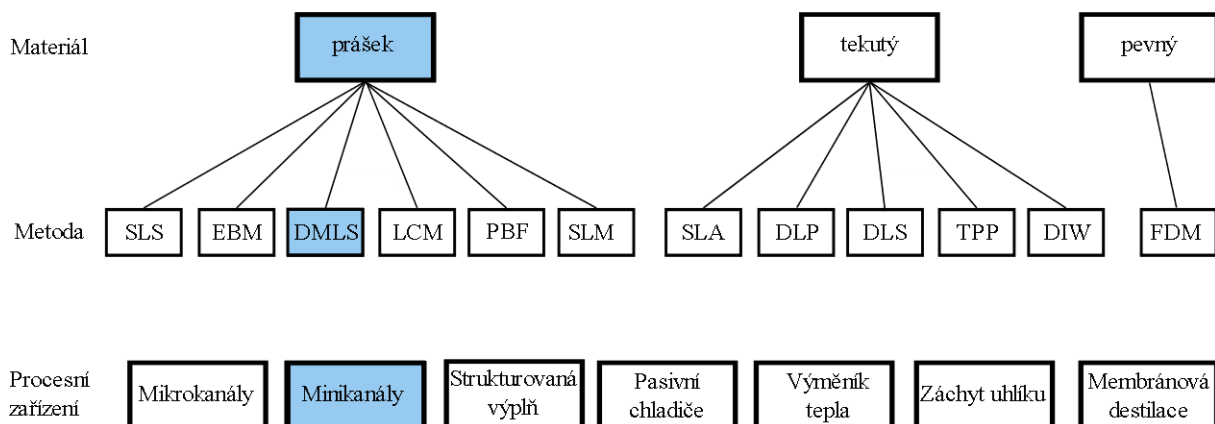 Materiál
prášek
tekutý
pevný
Metoda
SLS
EBM
DMLS
LCM
PBF
SLM
SLA
DLP
DLS
TPP
DIW
FDM
Procesní
zařízení
Mikrokanály
Minikanály
Strukturovaná
výplň
Pasivní
chladiče
Výměník
tepla
Záchyt uhlíku
Membránová
destilace